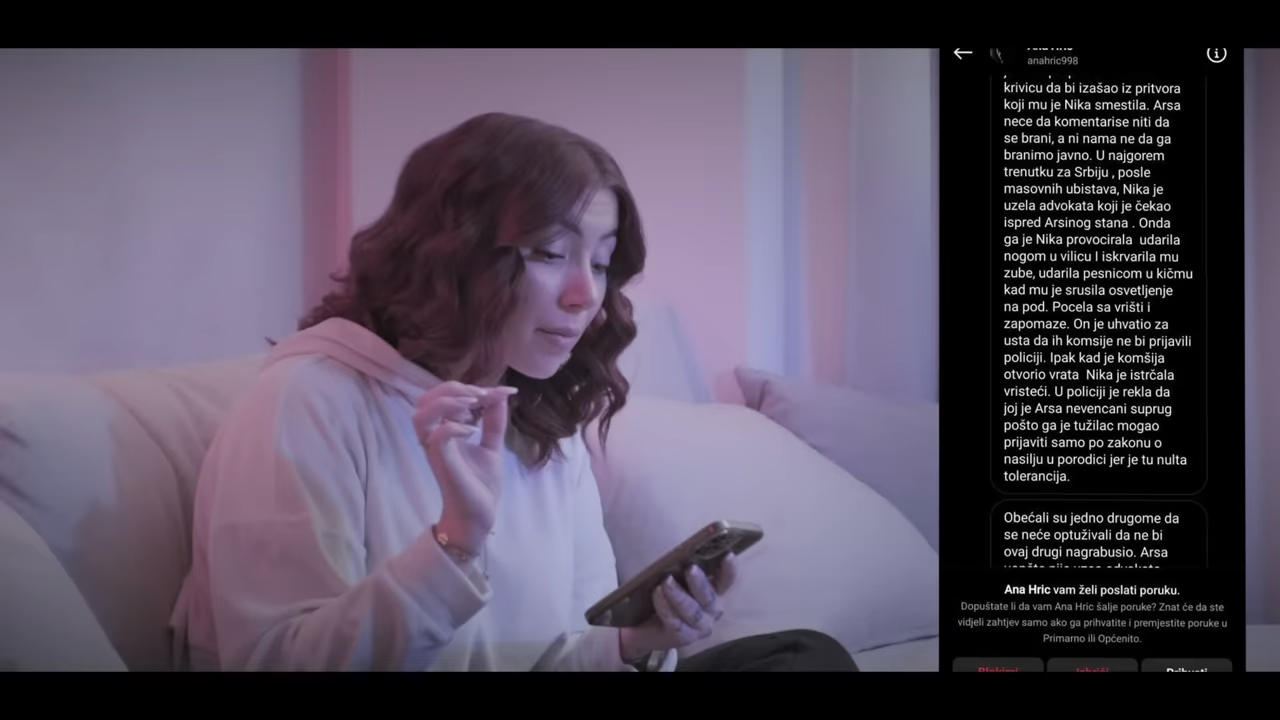 anahric998
krivicu da bi izašao iz pritvora
koji mu je Nika smestila. Arsa
nece da komentarise niti da
se brani, a ni nama ne da ga
branimo javno. U najgorem
trenutku za Srbiju , posle
masovnih ubistava, Nika je
uzela advokata koji je čekao
ispred Arsinog stana . Onda
ga je Nika provocirala  udarila
nogom u vilicu I iskrvarila mu
zube, udarila pesnicom u kičmu
kad mu je srusila osvetljenje
na pod. Pocela sa vrišti i
zapomaze. On je uhvatio za
usta da ih komsije ne bi prijavili
policiji. Ipak kad je komšija
otvorio vrata  Nika je istrčala
vristeći. U policiji je rekla da
joj je Arsa nevencani suprug
pošto ga je tužilac mogao
prijaviti samo po zakonu o
nasilju u porodici jer je tu nulta
tolerancija.
Obećali su jedno drugome da
se neće optuživali da ne bi
ovaj drugi nagrabusio. Arsa
Ana Hric vam želi poslati poruku.
Dopuštate li da vam Ana Hric šalje poruke? Znat će da ste
vidjeli zahtjev samo ako ga prihvatite i premjestite poruke u
Primarno ili Općenito.